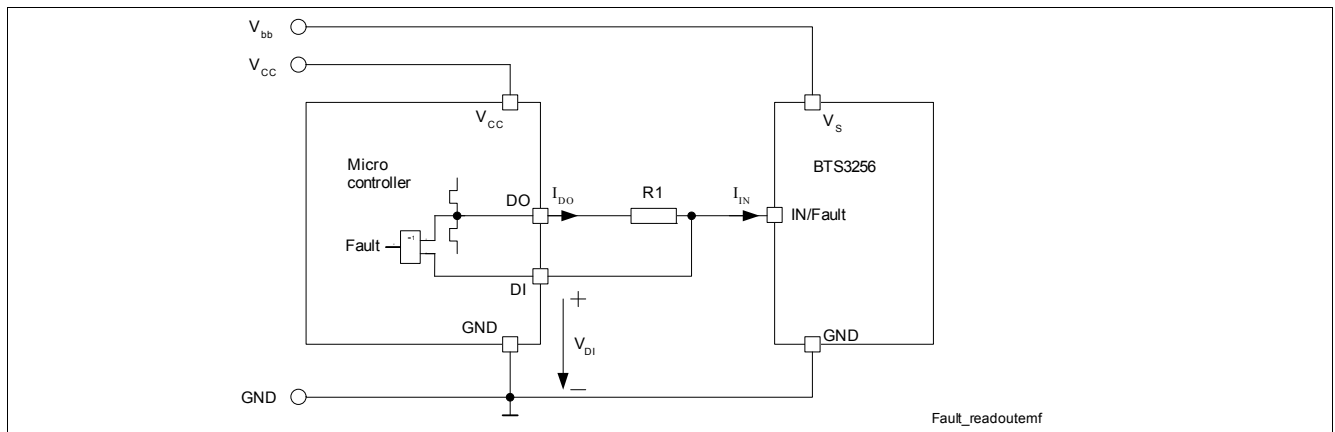 V_bb
V_CC
V_CC
V_S
Micro
controller
BTS3256
DO
I_DO
R1
I_IN
IN/Fault
=1
Fault
DI
GND
+
V_DI
GND
_
GND
Fault_readoutemf